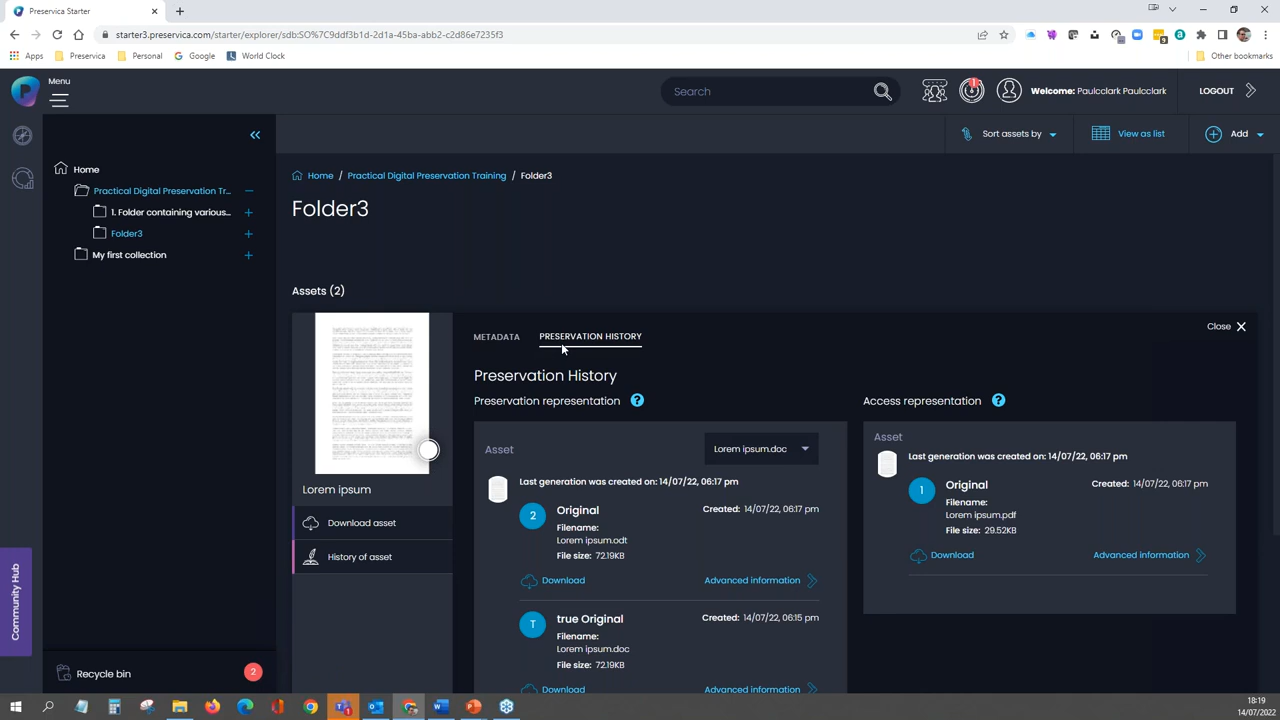 Preservica Starter
starter3.preservica.com/starter/explorer/sdb:SO%7C9ddf3b1d-2d1a-45ba-abb2-c2d86e7235f3
Apps
Preservica
Personal
Google
World Clock
Other bookmarks
Menu
Search
Welcome: Paulcclark Paulcclark
LOGOUT
Sort assets by
View as list
Add
Home
Practical Digital Preservation Tr...
1. Folder containing various...
Folder3
My first collection
Home / Practical Digital Preservation Training / Folder3
Folder3
Assets (2)
Lorem ipsum
Download asset
History of asset
METADATA
PRESERVATION HISTORY
Close
Preservation History
Preservation representation
Asset
Lorem ipsum.doc
Last generation was created on: 14/07/22, 06:17 pm
2
Original
Created: 14/07/22, 06:17 pm
Filename:
Lorem ipsum.odt
File size: 72.19KB
Download
Advanced information
T
true Original
Created: 14/07/22, 06:15 pm
Filename:
Lorem ipsum.doc
File size: 72.19KB
Download
Advanced information
Access representation
Asset
Last generation was created on: 14/07/22, 06:17 pm
1
Original
Created: 14/07/22, 06:17 pm
Filename:
Lorem ipsum.pdf
File size: 29.52KB
Download
Advanced information
Community Hub
Recycle bin
2
18:19
14/07/2022